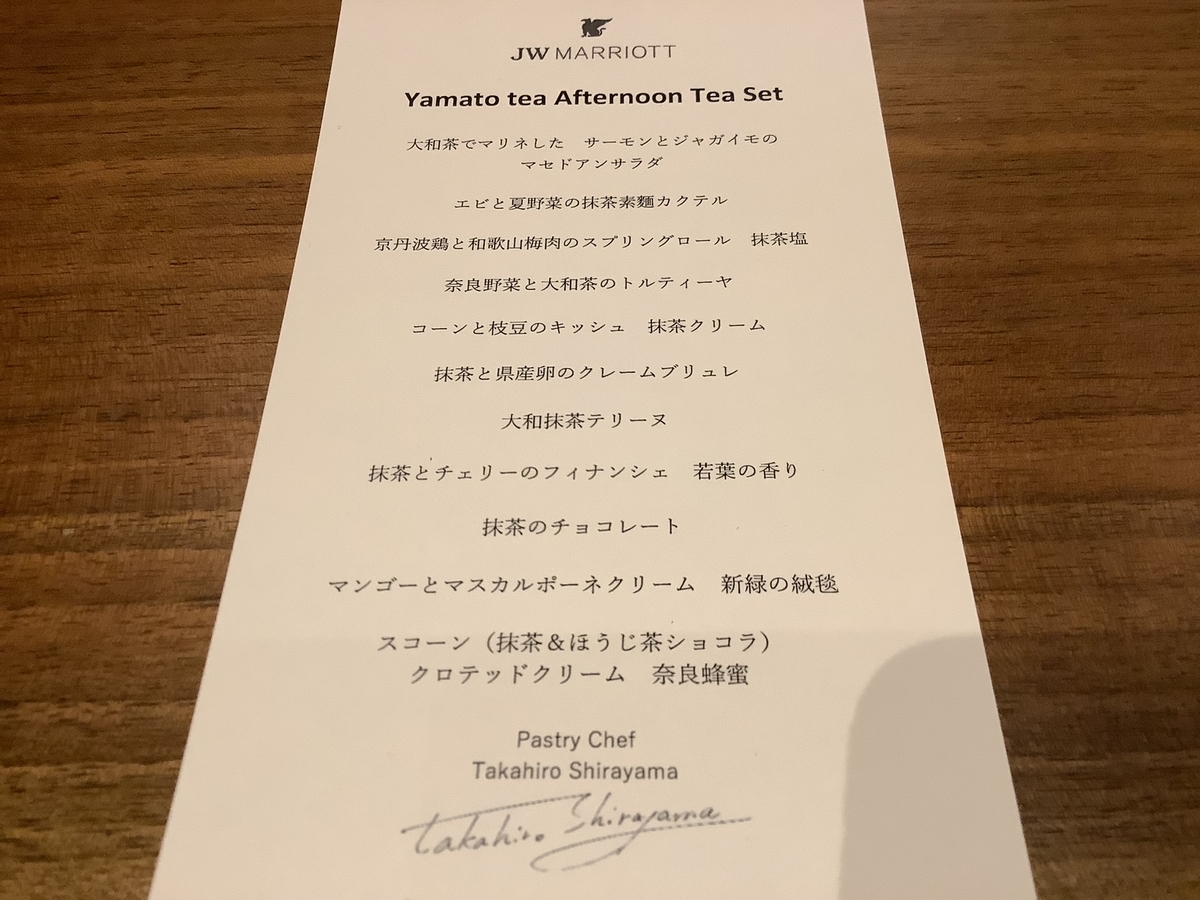 JW MARRIOTT
Yamato tea Afternoon Tea Set
大和茶でマリネした　サーモンとジャガイモの
マセドアンサラダ
エビと夏野菜の抹茶素麵カクテル
京丹波鶏と和歌山梅肉のスプリングロール　抹茶塩
奈良野菜と大和茶のトルティーヤ
コーンと枝豆のキッシュ　抹茶クリーム
抹茶と県産卵のクレームブリュレ
大和抹茶テリーヌ
抹茶とチェリーのフィナンシェ　若葉の香り
抹茶のチョコレート
マンゴーとマスカルポーネクリーム　新緑の絨毯
スコーン（抹茶＆ほうじ茶ショコラ）
クロテッドクリーム　奈良蜂蜜
Pastry Chef
Takahiro Shirayama
Takahiro Shirayama